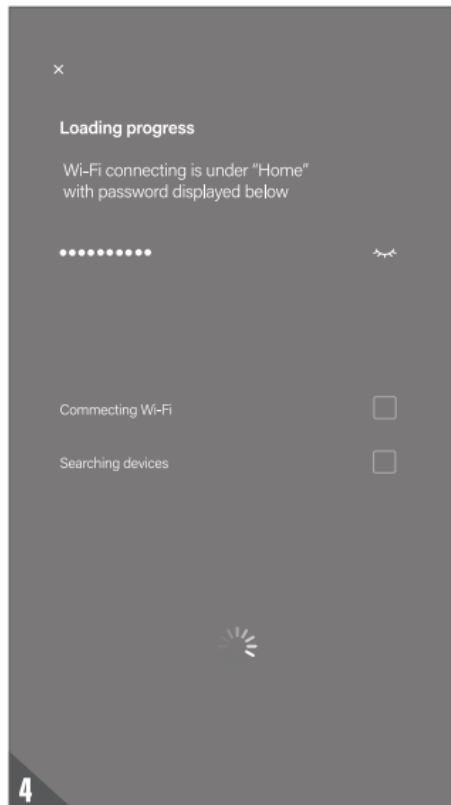 ×
Loading progress
Wi-Fi connecting is under “Home”
with password displayed below
••••••••••
Commecting Wi-Fi
Searching devices
4